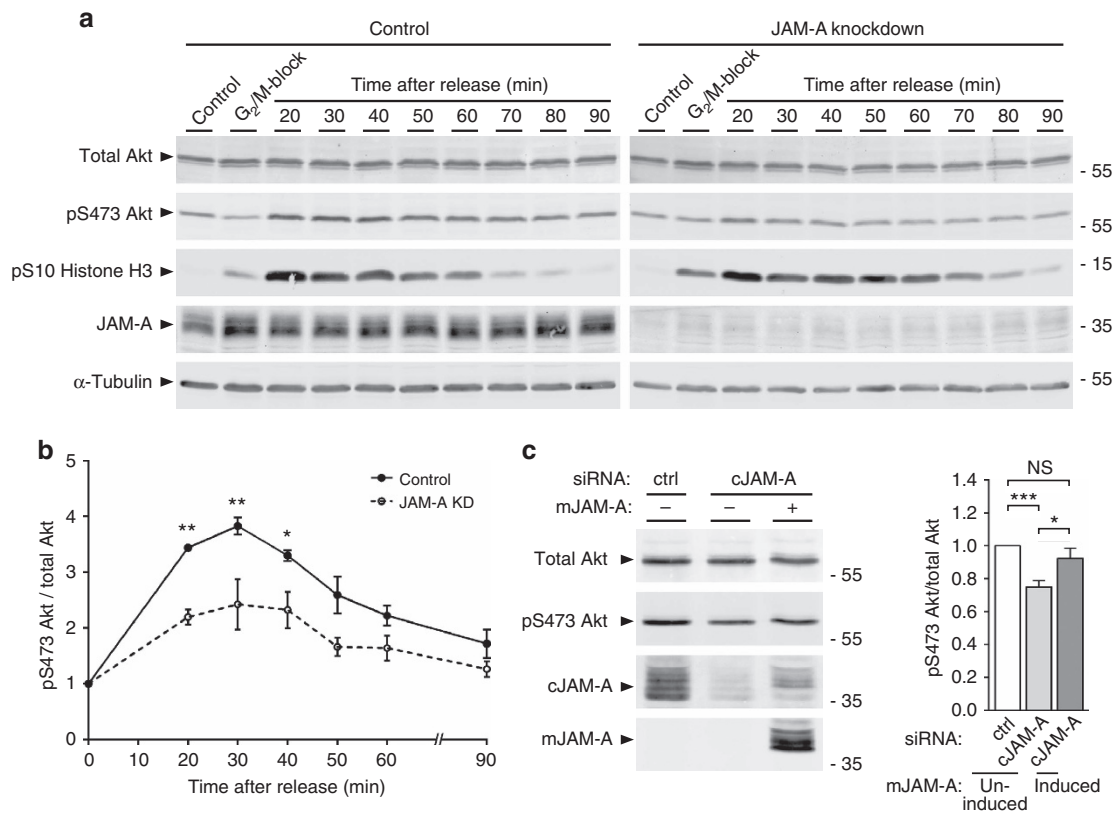 a
Control
JAM-A knockdown
Control
G2/M-block
Time after release (min)
20 30 40 50 60 70 80 90
Control
G2/M-block
Time after release (min)
20 30 40 50 60 70 80 90
Total Akt
- 55
pS473 Akt
- 55
pS10 Histone H3
- 15
JAM-A
- 35
α-Tubulin
- 55
b
pS473 Akt / total Akt
5
4
3
2
1
0
Control
JAM-A KD
**
**
*
0 10 20 30 40 50 60 90
Time after release (min)
c
siRNA: ctrl cJAM-A
mJAM-A: – – +
Total Akt
- 55
pS473 Akt
- 55
cJAM-A
- 35
mJAM-A
- 35
pS473 Akt/total Akt
1.4
1.2
1.0
0.8
0.6
0.4
0.2
0.0
NS
***
*
siRNA: ctrl cJAM-A cJAM-A
mJAM-A: Un-induced Induced